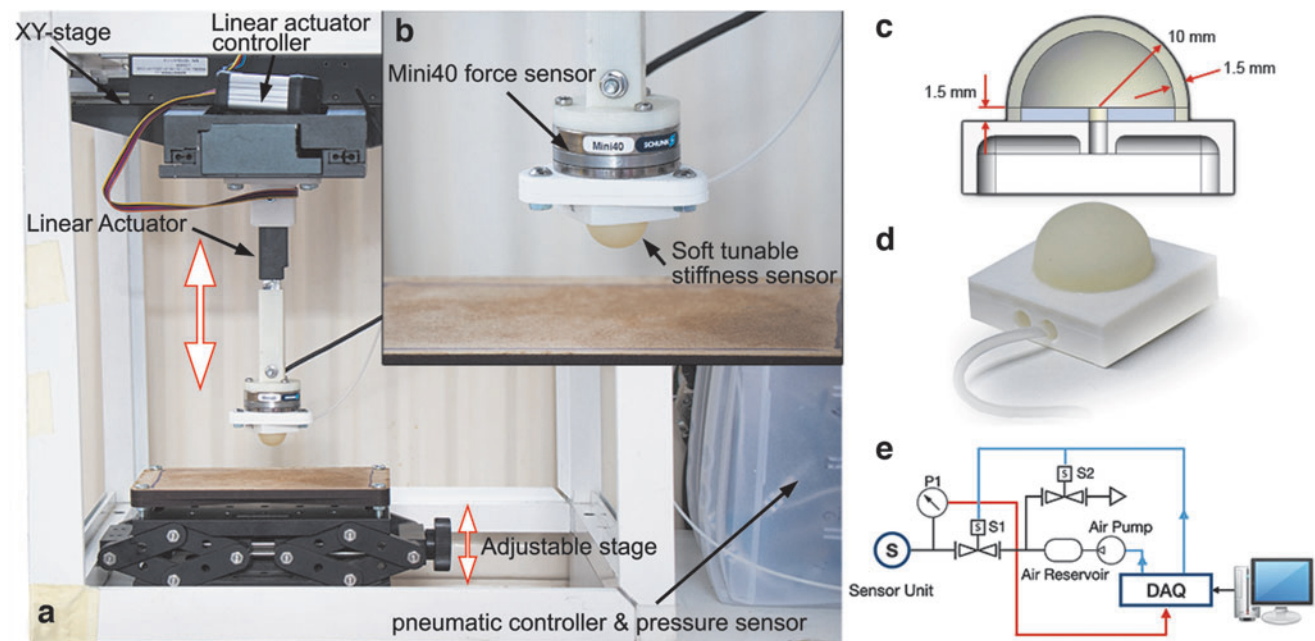 XY-stage
Linear actuator
controller
Linear Actuator
Adjustable stage
pneumatic controller & pressure sensor
a
b
Mini40 force sensor
Mini40
SCHUNK
Soft tunable
stiffness sensor
c
10 mm
1.5 mm
1.5 mm
d
e
P1
S
S2
S
S1
Air Pump
S
Air Reservoir
Sensor Unit
DAQ